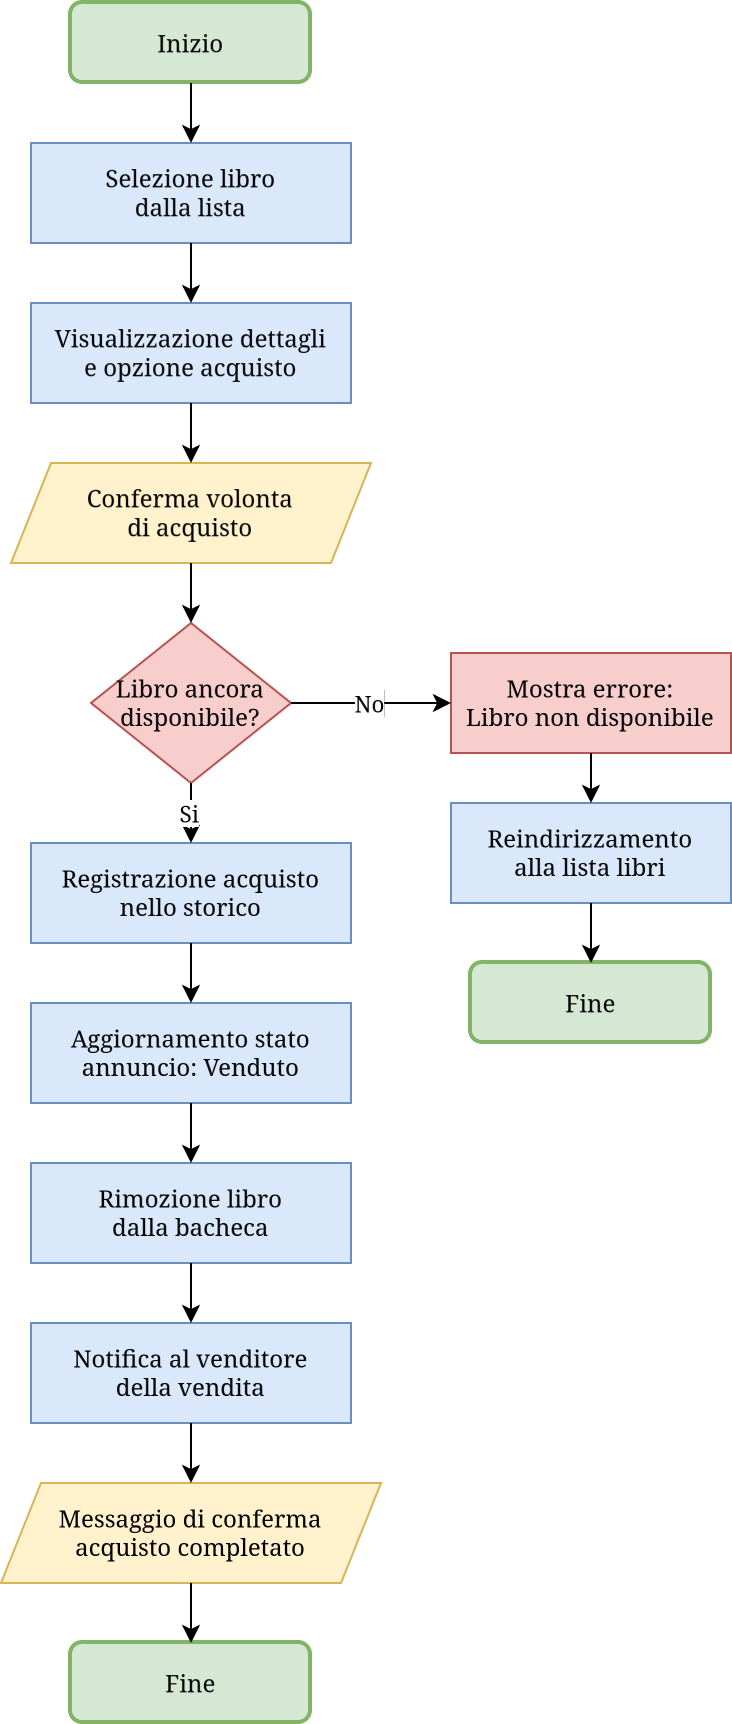 Inizio
Selezione libro
dalla lista
Visualizzazione dettagli
e opzione acquisto
Conferma volonta
di acquisto
Libro ancora
disponibile?
No
Mostra errore:
Libro non disponibile
Reindirizzamento
alla lista libri
Fine
Si
Registrazione acquisto
nello storico
Aggiornamento stato
annuncio: Venduto
Rimozione libro
dalla bacheca
Notifica al venditore
della vendita
Messaggio di conferma
acquisto completato
Fine